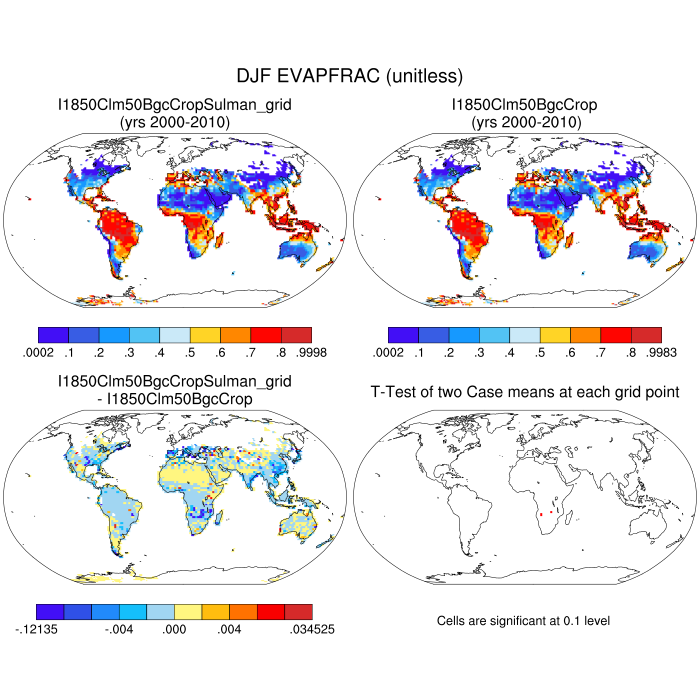 DJF EVAPFRAC (unitless)
I1850Clm50BgcCropSulman_grid
(yrs 2000-2010)
I1850Clm50BgcCrop
(yrs 2000-2010)
.0002 .1 .2 .3 .4 .5 .6 .7 .8 .9998
.0002 .1 .2 .3 .4 .5 .6 .7 .8 .9983
I1850Clm50BgcCropSulman_grid
- I1850Clm50BgcCrop
T-Test of two Case means at each grid point
-.12135 -.004 .000 .004 .034525
Cells are significant at 0.1 level